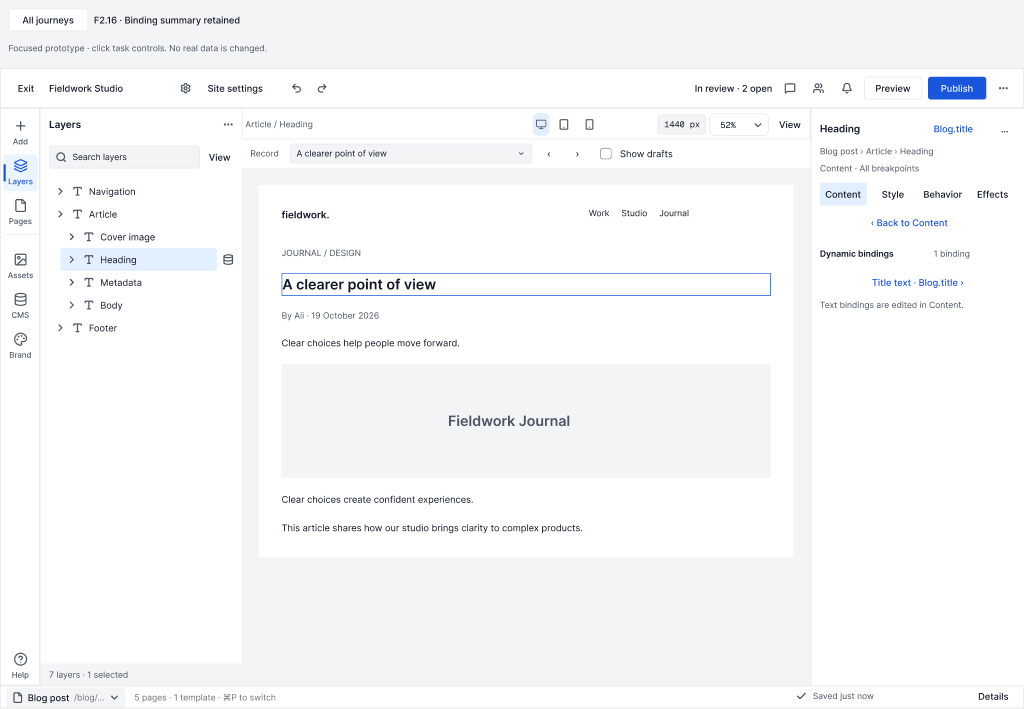 All journeys F2.16 · Binding summary retained
Focused prototype · click task controls. No real data is changed.
Exit Fieldwork Studio Site settings In review · 2 open Preview Publish ...
Add
Layers
Pages
Assets
CMS
Brand
Help
Layers ...
Search layers View
Navigation
Article
Cover image
Heading
Metadata
Body
Footer
7 layers · 1 selected
Article / Heading 1440 px 52% View
Record A clearer point of view ‹ › Show drafts
fieldwork. Work Studio Journal
JOURNAL / DESIGN
A clearer point of view
By Ali · 19 October 2026
Clear choices help people move forward.
Fieldwork Journal
Clear choices create confident experiences.
This article shares how our studio brings clarity to complex products.
Heading Blog.title ...
Blog post › Article › Heading
Content · All breakpoints
Content Style Behavior Effects
‹ Back to Content
Dynamic bindings 1 binding
Title text · Blog.title ›
Text bindings are edited in Content.
Blog post /blog/... 5 pages · 1 template · ⌘P to switch Saved just now Details